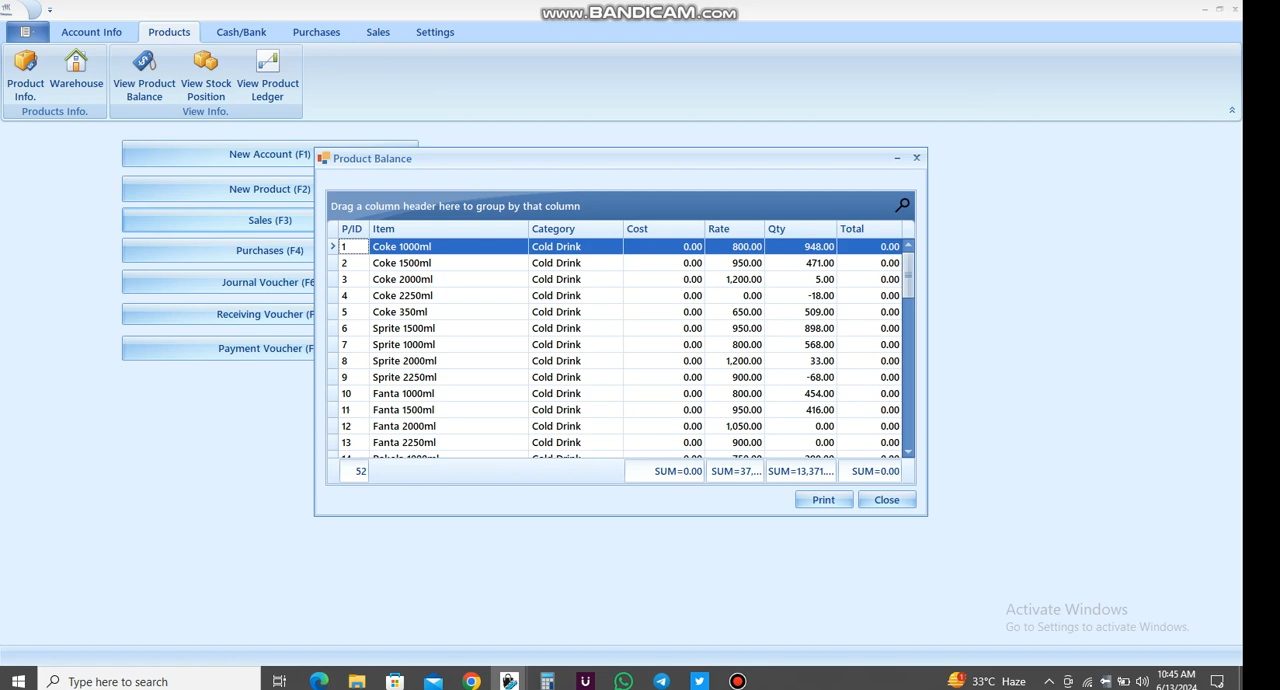 www.BANDICAM.com
Account Info Products Cash/Bank Purchases Sales Settings
Product Info. Warehouse View Product Balance View Stock Position View Product Ledger
Products Info. View Info.
New Account (F1)
New Product (F2)
Sales (F3)
Purchases (F4)
Journal Voucher (F6
Receiving Voucher (F
Payment Voucher (F
Product Balance
Drag a column header here to group by that column
P/ID Item Category Cost Rate Qty Total
1 Coke 1000ml Cold Drink 0.00 800.00 948.00 0.00
2 Coke 1500ml Cold Drink 0.00 950.00 471.00 0.00
3 Coke 2000ml Cold Drink 0.00 1,200.00 5.00 0.00
4 Coke 2250ml Cold Drink 0.00 0.00 -18.00 0.00
5 Coke 350ml Cold Drink 0.00 650.00 509.00 0.00
6 Sprite 1500ml Cold Drink 0.00 950.00 898.00 0.00
7 Sprite 1000ml Cold Drink 0.00 800.00 568.00 0.00
8 Sprite 2000ml Cold Drink 0.00 1,200.00 33.00 0.00
9 Sprite 2250ml Cold Drink 0.00 900.00 -68.00 0.00
10 Fanta 1000ml Cold Drink 0.00 800.00 454.00 0.00
11 Fanta 1500ml Cold Drink 0.00 950.00 416.00 0.00
12 Fanta 2000ml Cold Drink 0.00 1,050.00 0.00 0.00
13 Fanta 2250ml Cold Drink 0.00 900.00 0.00 0.00
52 SUM=0.00 SUM=37,... SUM=13,371.... SUM=0.00
Print Close
Activate Windows
Go to Settings to activate Windows.
Type here to search
33°C Haze
10:45 AM
6/13/2024